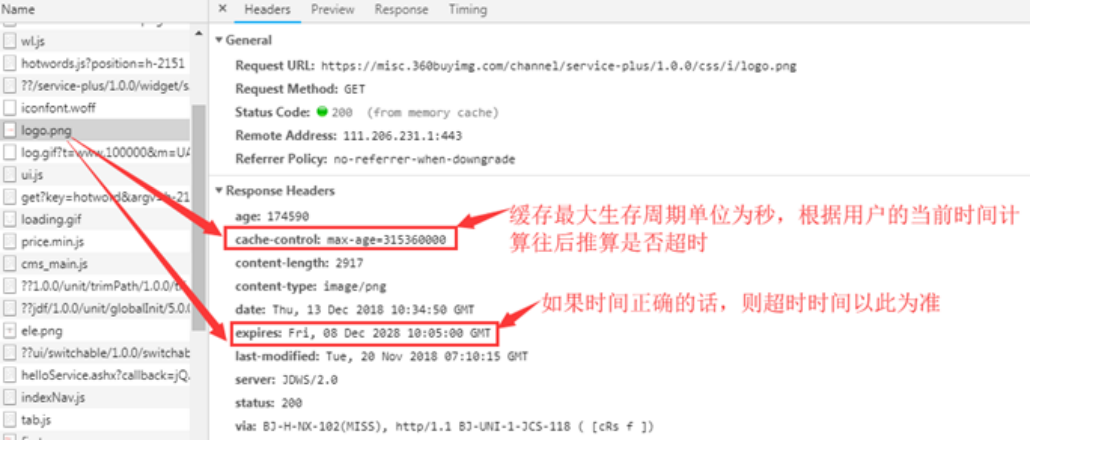 Name
wl.js
hotwords.js?position=h-2151
??/service-plus/1.0.0/widget/s
iconfont.woff
logo.png
log.gif?t=www.100000&m=UA
ui.js
get?key=hotword&argv=h-21
loading.gif
price.min.js
cms_main.js
??1.0.0/unit/trimPath/1.0.0/t
??jdf/1.0.0/unit/globalInit/5.0.0
ele.png
??ui/switchable/1.0.0/switchab
helloService.ashx?callback=jQ
indexNav.js
tab.js
× Headers Preview Response Timing
▼ General
Request URL: https://misc.360buyimg.com/channel/service-plus/1.0.0/css/i/logo.png
Request Method: GET
Status Code: 200 (from memory cache)
Remote Address: 111.206.231.1:443
Referrer Policy: no-referrer-when-downgrade
▼ Response Headers
age: 174590
cache-control: max-age=315360000
缓存最大生存周期单位为秒，根据用户的当前时间计
算往后推算是否超时
content-length: 2917
content-type: image/png
date: Thu, 13 Dec 2018 10:34:50 GMT
如果时间正确的话，则超时时间以此为准
expires: Fri, 08 Dec 2028 10:05:00 GMT
last-modified: Tue, 20 Nov 2018 07:10:15 GMT
server: JDWS/2.0
status: 200
via: BJ-H-NX-102(MISS), http/1.1 BJ-UNI-1-JCS-118 ( [cRs f ])